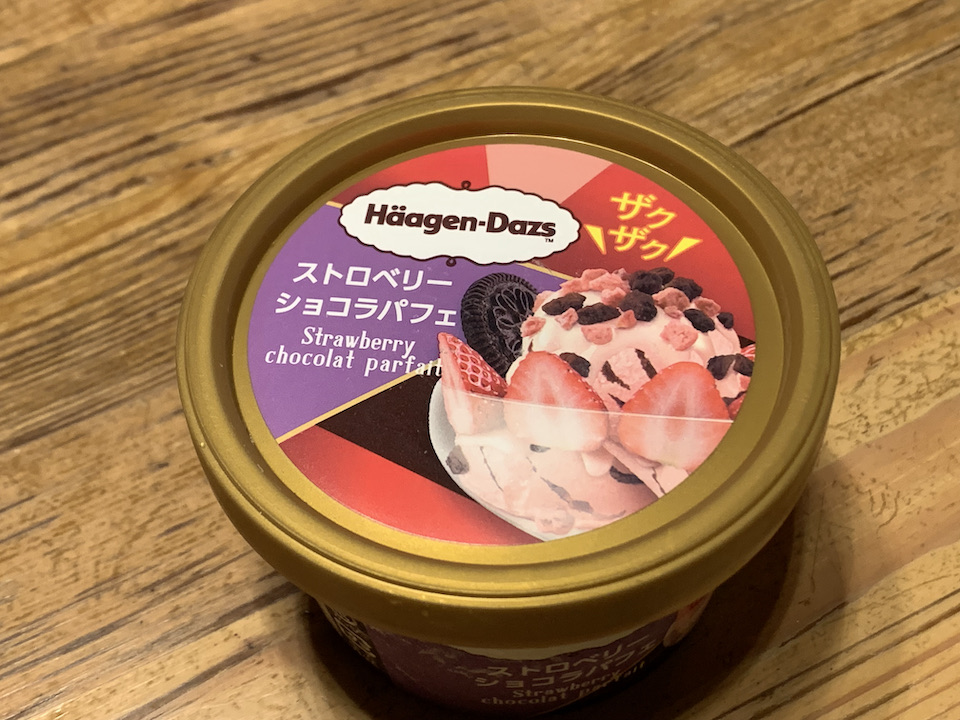 Häagen-Dazs™
ザク
ザク
ストロベリー
ショコラパフェ
Strawberry
chocolat parfait
ストロベリー
ショコラパフェ
Strawberry
chocolat parfait